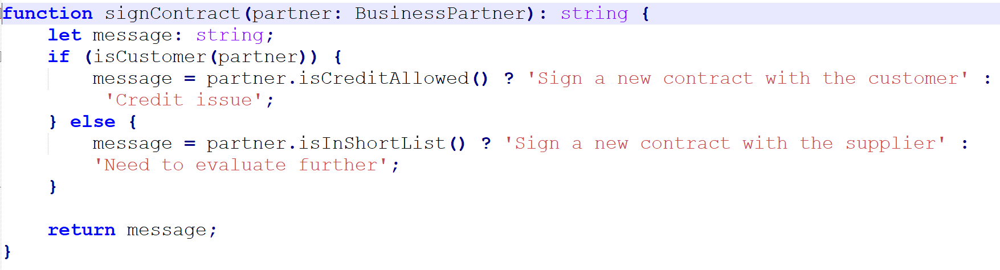 function signContract(partner: BusinessPartner): string {
    let message: string;
    if (isCustomer(partner)) {
        message = partner.isCreditAllowed() ? 'Sign a new contract with the customer' :
         'Credit issue';
    } else {
        message = partner.isInShortList() ? 'Sign a new contract with the supplier' :
        'Need to evaluate further';
    }

    return message;
}